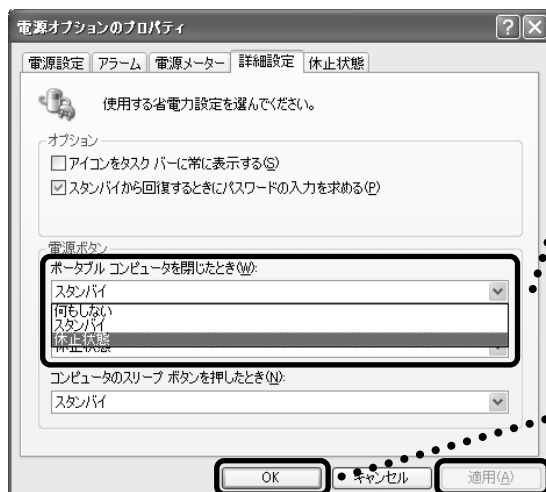 電源オプションのプロパティ
電源設定 アラーム 電源メーター 詳細設定 休止状態
使用する省電力設定を選んでください。
オプション
アイコンをタスク バーに常に表示する(S)
スタンバイから回復するときにパスワードの入力を求める(P)
電源ボタン
ポータブル コンピュータを閉じたとき(W):
スタンバイ
何もしない
スタンバイ
休止状態
休止状態
コンピュータのスリープ ボタンを押したとき(N):
スタンバイ
OK キャンセル 適用(A)